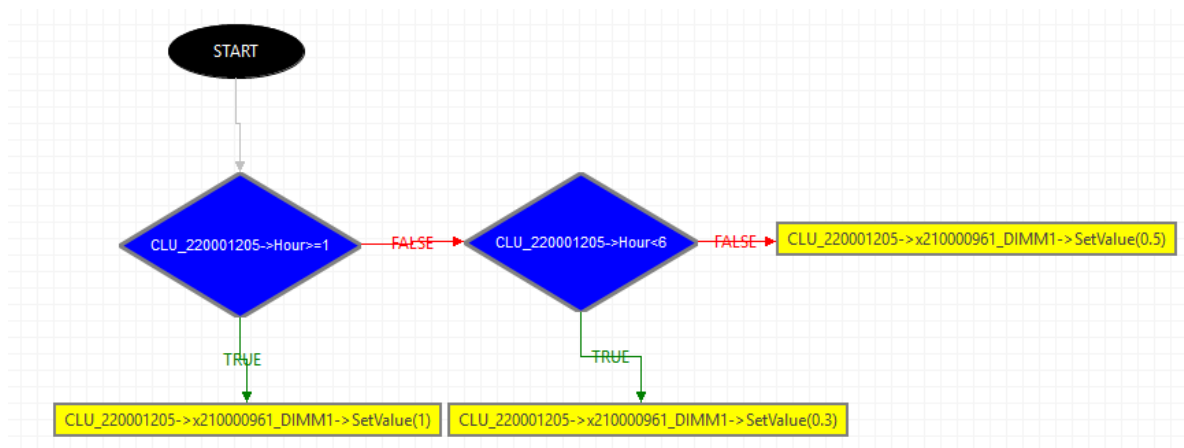 START
CLU_220001205->Hour>=1
FALSE
CLU_220001205->Hour<6
FALSE
CLU_220001205->x210000961_DIMM1->SetValue(0.5)
TRUE
TRUE
CLU_220001205->x210000961_DIMM1->SetValue(1)
CLU_220001205->x210000961_DIMM1->SetValue(0.3)